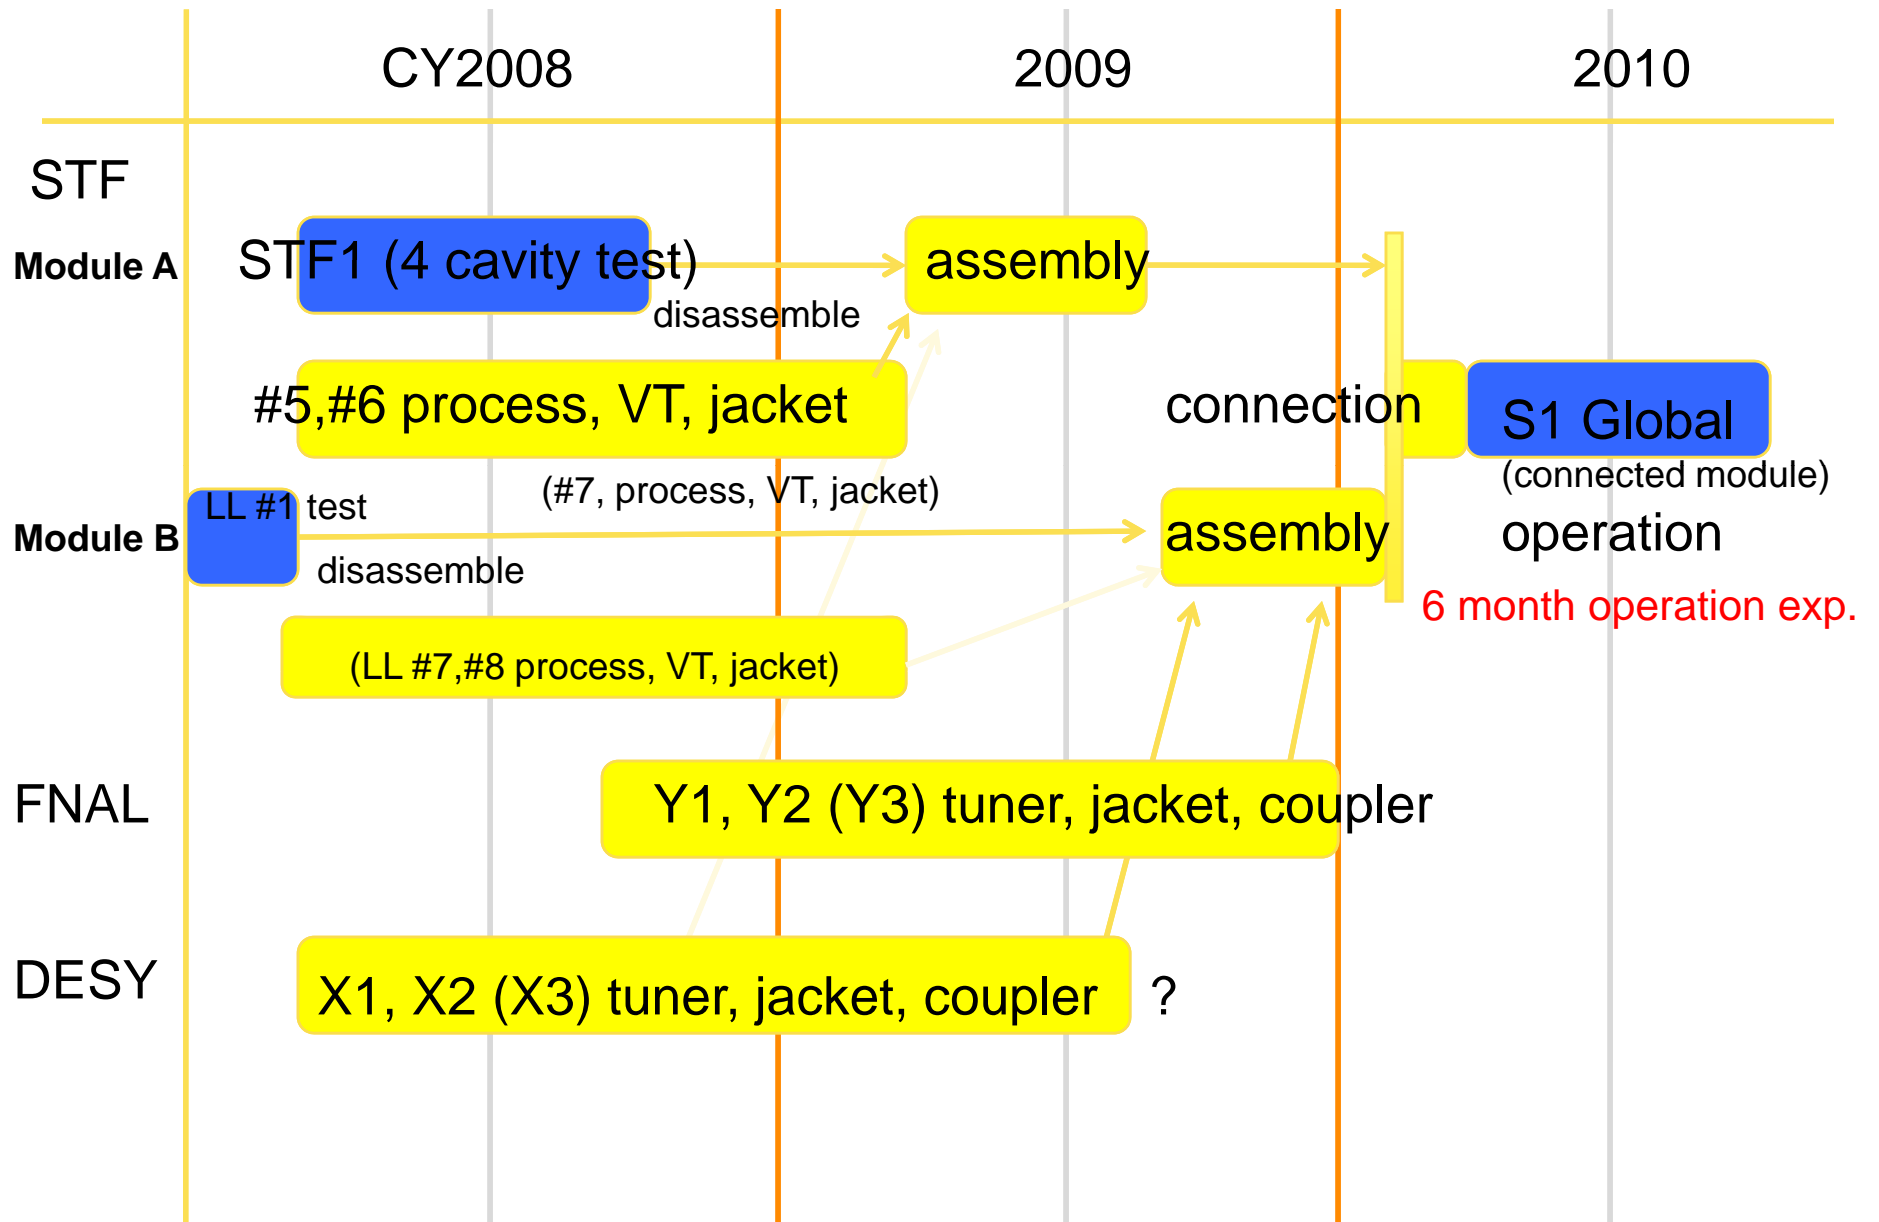 CY2008
2009
2010
STF
Module A
STF1 (4 cavity test)
assembly
disassemble
#5,#6 process, VT, jacket
connection
S1 Global
(connected module)
LL #1 test
(#7, process, VT, jacket)
Module B
assembly
operation
disassemble
6 month operation exp.
(LL #7,#8 process, VT, jacket)
FNAL
Y1, Y2 (Y3) tuner, jacket, coupler
DESY
X1, X2 (X3) tuner, jacket, coupler ?